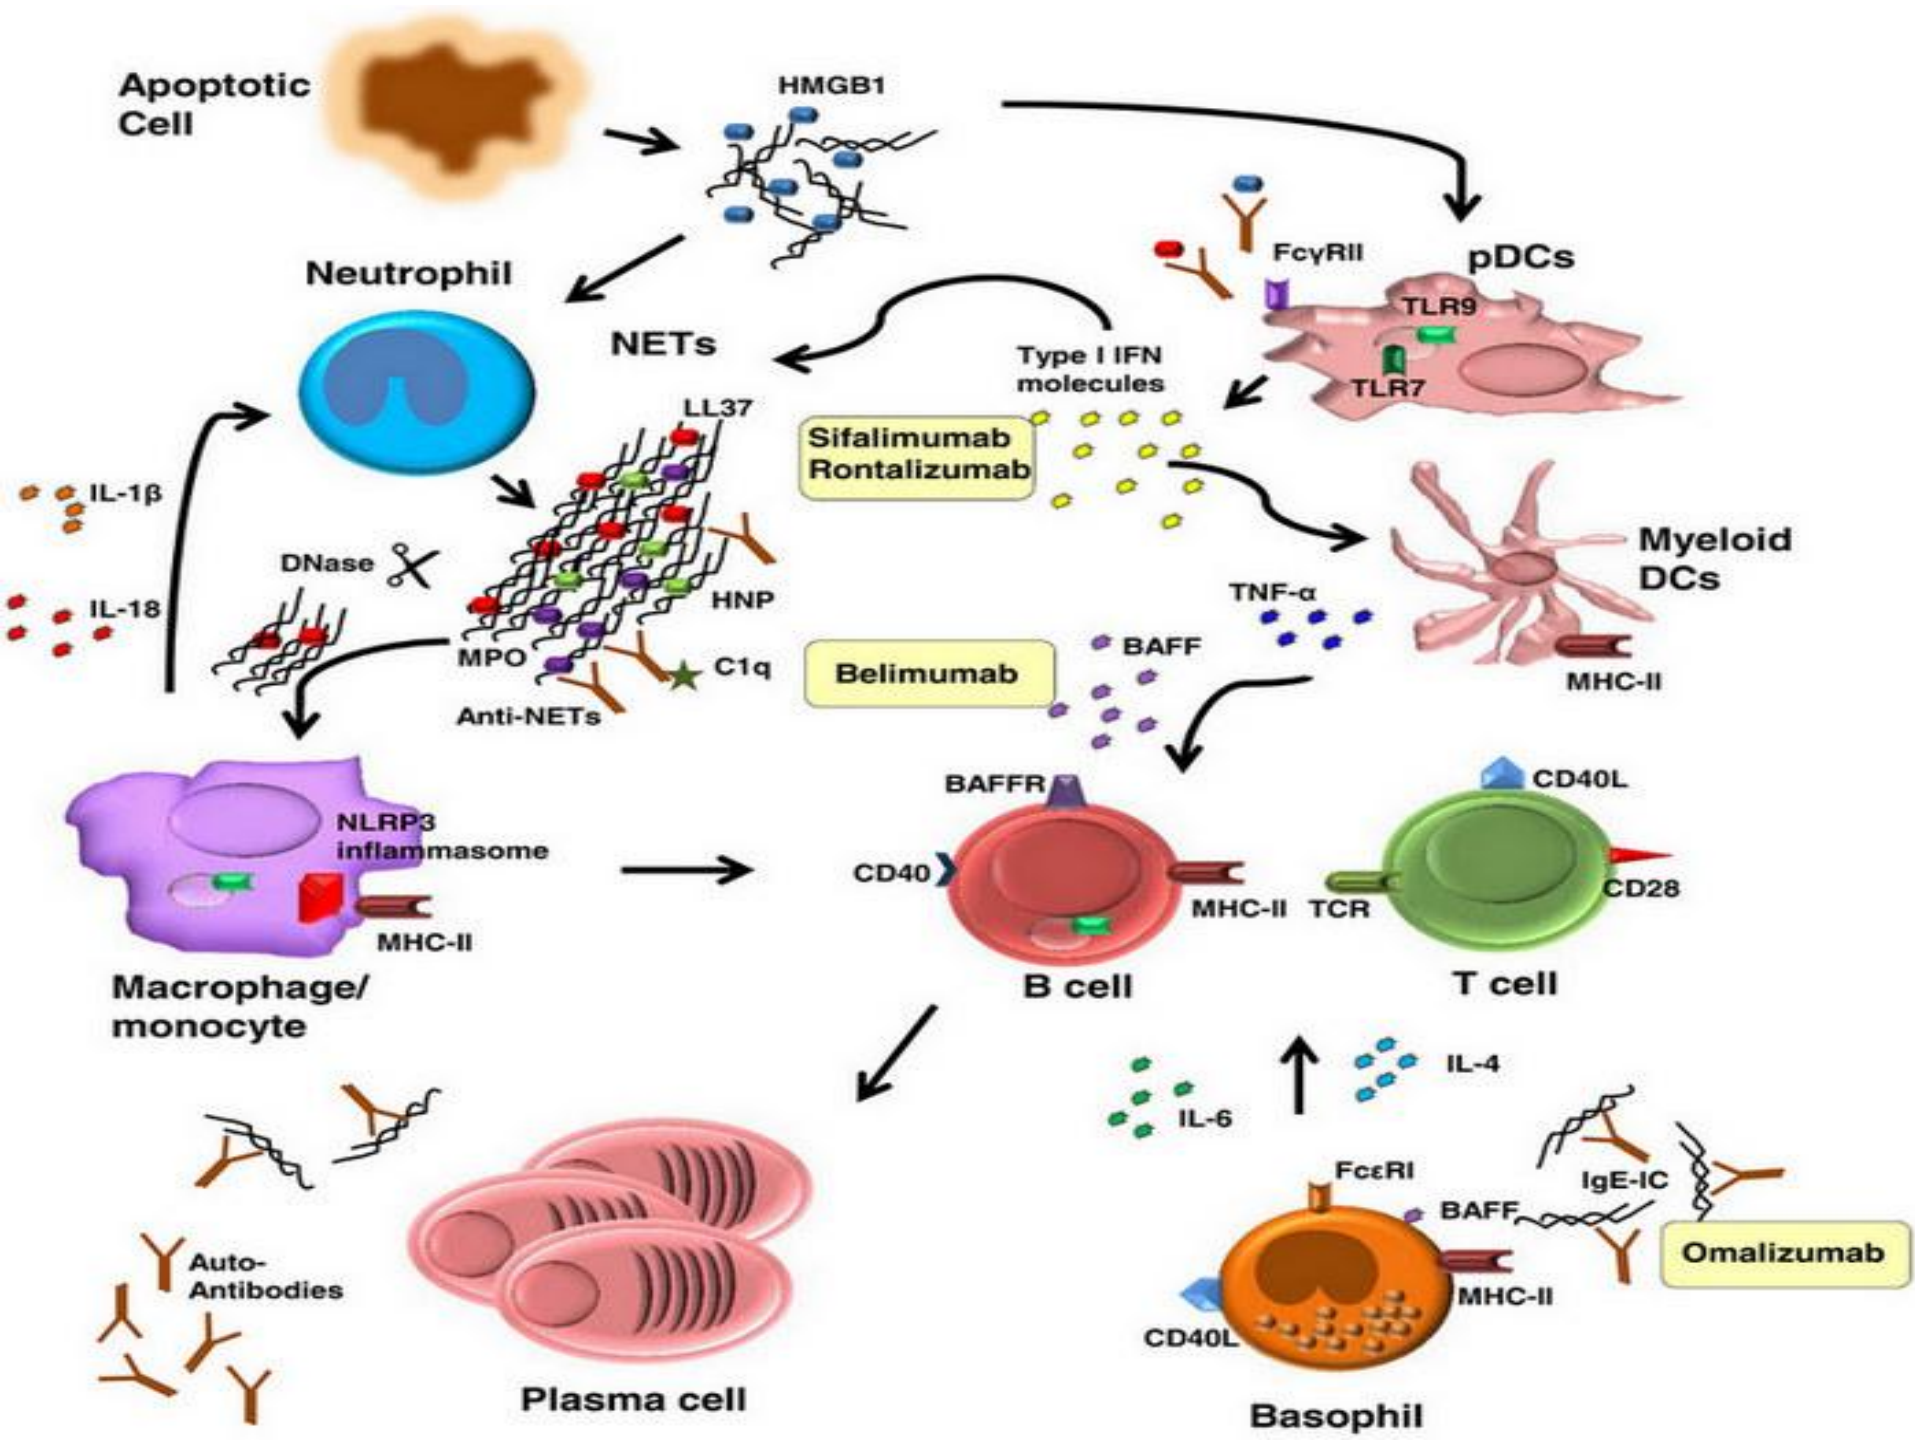 Apoptotic
Cell
HMGB1
Neutrophil
NETs
FcγRII
pDCs
TLR9
TLR7
Type I IFN
molecules
LL37
Sifalimumab
Rontalizumab
IL-1β
DNase
IL-18
HNP
MPO
C1q
Anti-NETs
Myeloid
DCs
TNF-α
BAFF
Belimumab
MHC-II
NLRP3
inflammasome
MHC-II
Macrophage/
monocyte
BAFFR
CD40
MHC-II
B cell
CD40L
TCR
CD28
T cell
IL-6
IL-4
FcεRI
IgE-IC
BAFF
Omalizumab
MHC-II
CD40L
Basophil
Auto-
Antibodies
Plasma cell